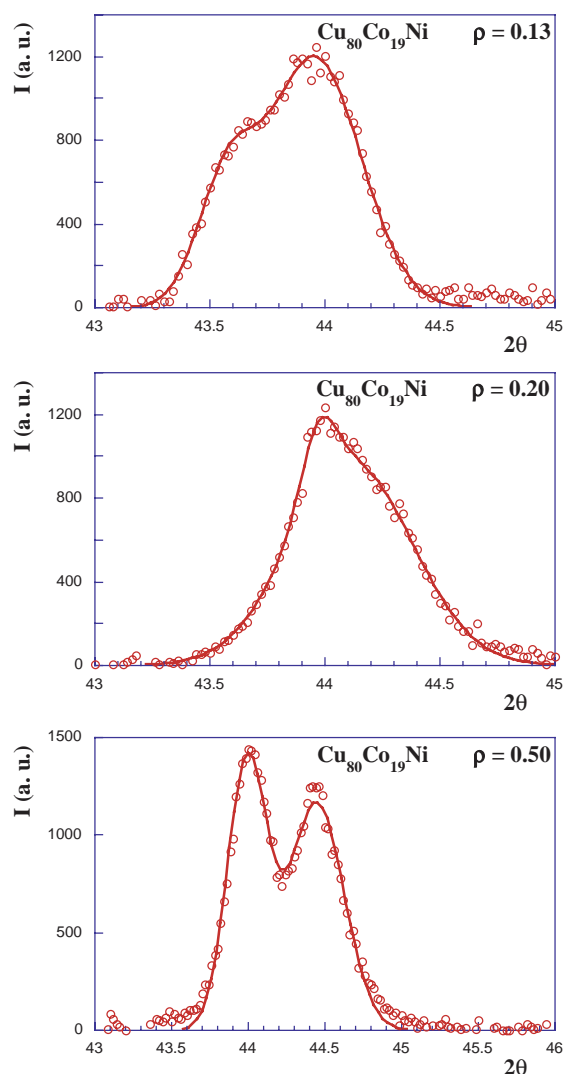 Cu80Co19Ni ρ = 0.13
I (a. u.)
1200
800
400
0
43 43.5 44 44.5 45
2θ
Cu80Co19Ni ρ = 0.20
I (a. u.)
1200
800
400
0
43 43.5 44 44.5 45
2θ
Cu80Co19Ni ρ = 0.50
I (a. u.)
1500
1000
500
0
43 43.5 44 44.5 45 45.5 46
2θ